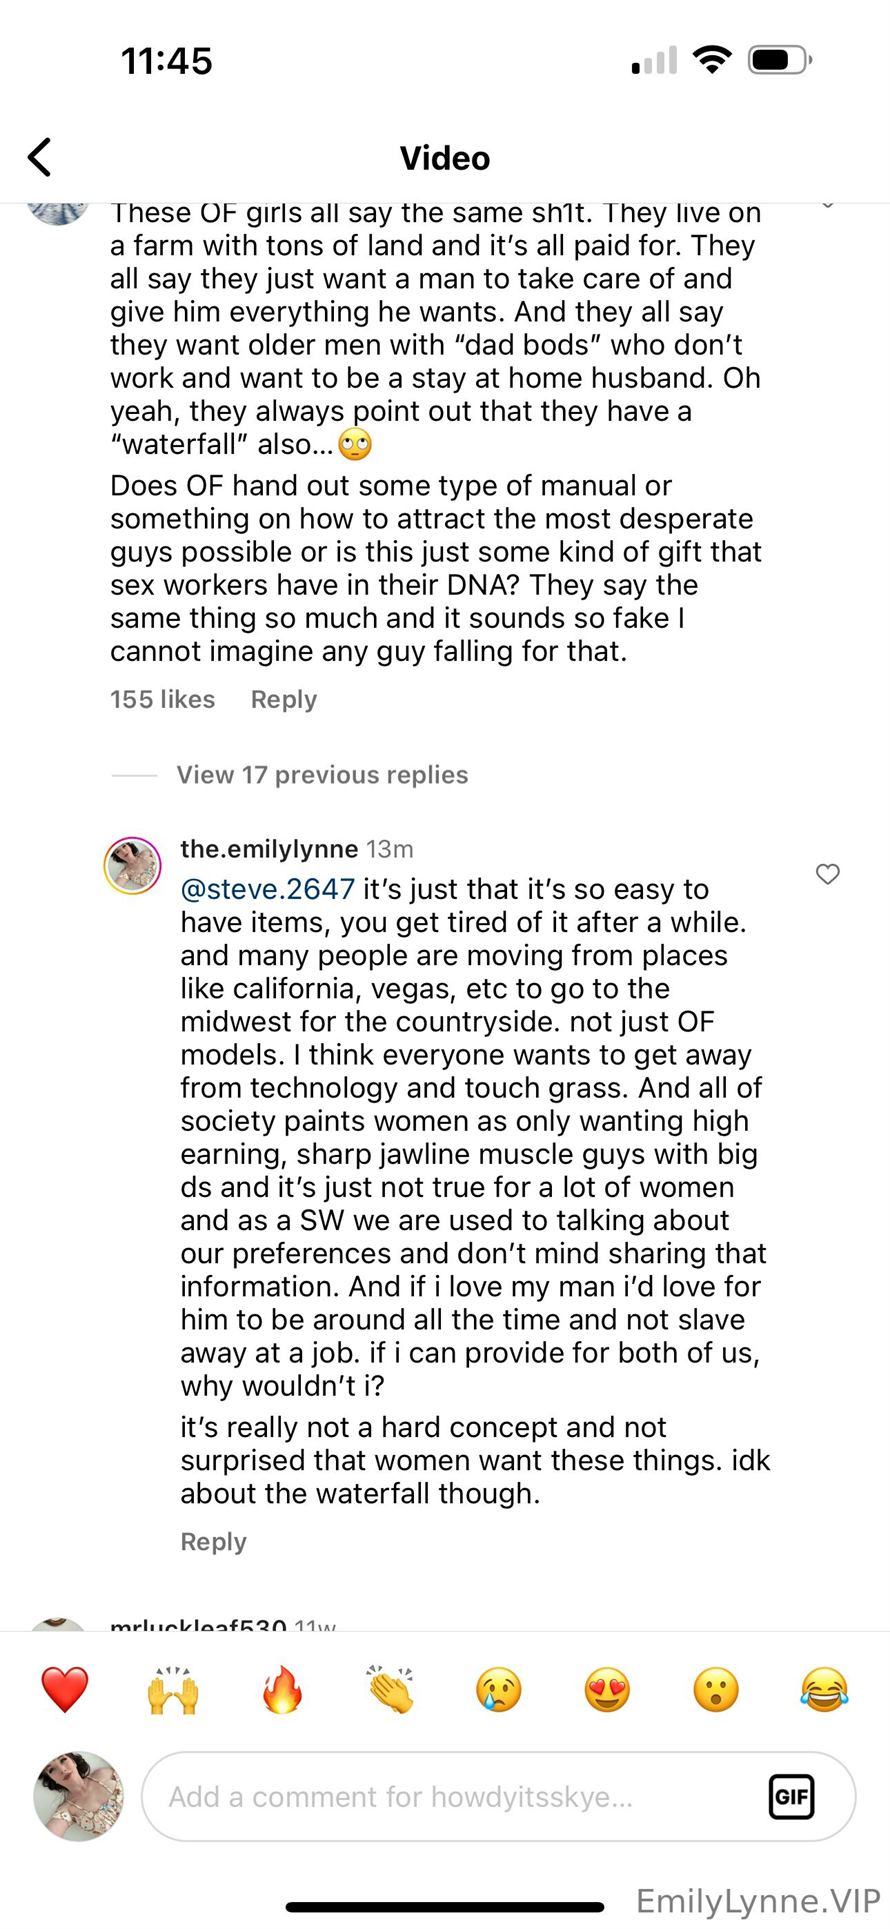 11:45
Video
These OF girls all say the same sh1t. They live on
a farm with tons of land and it’s all paid for. They
all say they just want a man to take care of and
give him everything he wants. And they all say
they want older men with “dad bods” who don’t
work and want to be a stay at home husband. Oh
yeah, they always point out that they have a
“waterfall” also...🙄
Does OF hand out some type of manual or
something on how to attract the most desperate
guys possible or is this just some kind of gift that
sex workers have in their DNA? They say the
same thing so much and it sounds so fake I
cannot imagine any guy falling for that.
155 likes Reply
View 17 previous replies
the.emilylynne 13m
@steve.2647 it’s just that it’s so easy to
have items, you get tired of it after a while.
and many people are moving from places
like california, vegas, etc to go to the
midwest for the countryside. not just OF
models. I think everyone wants to get away
from technology and touch grass. And all of
society paints women as only wanting high
earning, sharp jawline muscle guys with big
ds and it’s just not true for a lot of women
and as a SW we are used to talking about
our preferences and don’t mind sharing that
information. And if i love my man i’d love for
him to be around all the time and not slave
away at a job. if i can provide for both of us,
why wouldn’t i?
it’s really not a hard concept and not
surprised that women want these things. idk
about the waterfall though.
Reply
mrluckleaf530 11w
❤️ 🙌 🔥 👏 😢 😍 😮 😂
Add a comment for howdyitsskye...
GIF
EmilyLynne.VIP